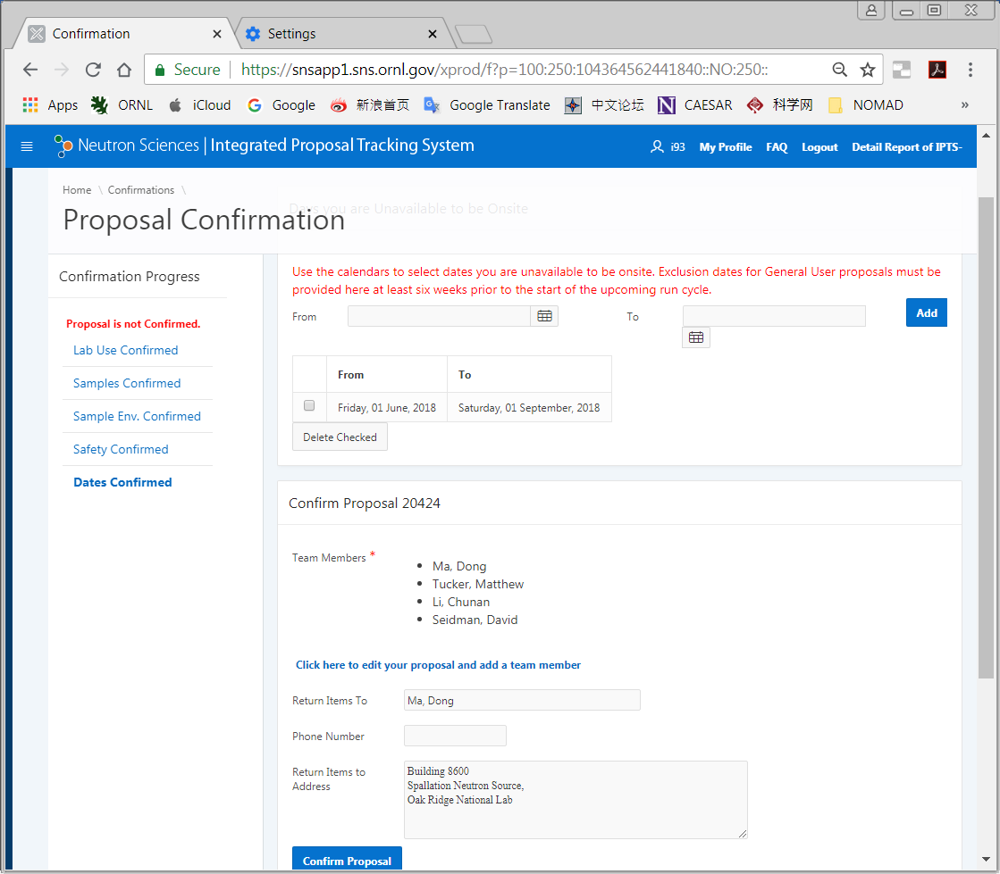 Confirmation
Settings
Secure https://snsapp1.sns.ornl.gov/xprod/f?p=100:250:104364562441840::NO:250::
Apps ORNL iCloud Google 新浪首页 Google Translate 中文论坛 CAESAR 科学网 NOMAD »
Neutron Sciences | Integrated Proposal Tracking System
i93 My Profile FAQ Logout Detail Report of IPTS-
Home \ Confirmations \
Days you are Unavailable to be Onsite
Proposal Confirmation
Confirmation Progress
Proposal is not Confirmed.
Lab Use Confirmed
Samples Confirmed
Sample Env. Confirmed
Safety Confirmed
Dates Confirmed
Use the calendars to select dates you are unavailable to be onsite. Exclusion dates for General User proposals must be
provided here at least six weeks prior to the start of the upcoming run cycle.
From To Add
From To
Friday, 01 June, 2018 Saturday, 01 September, 2018
Delete Checked
Confirm Proposal 20424
Team Members *
• Ma, Dong
• Tucker, Matthew
• Li, Chunan
• Seidman, David
Click here to edit your proposal and add a team member
Return Items To Ma, Dong
Phone Number
Return Items to
Address
Building 8600
Spallation Neutron Source,
Oak Ridge National Lab
Confirm Proposal